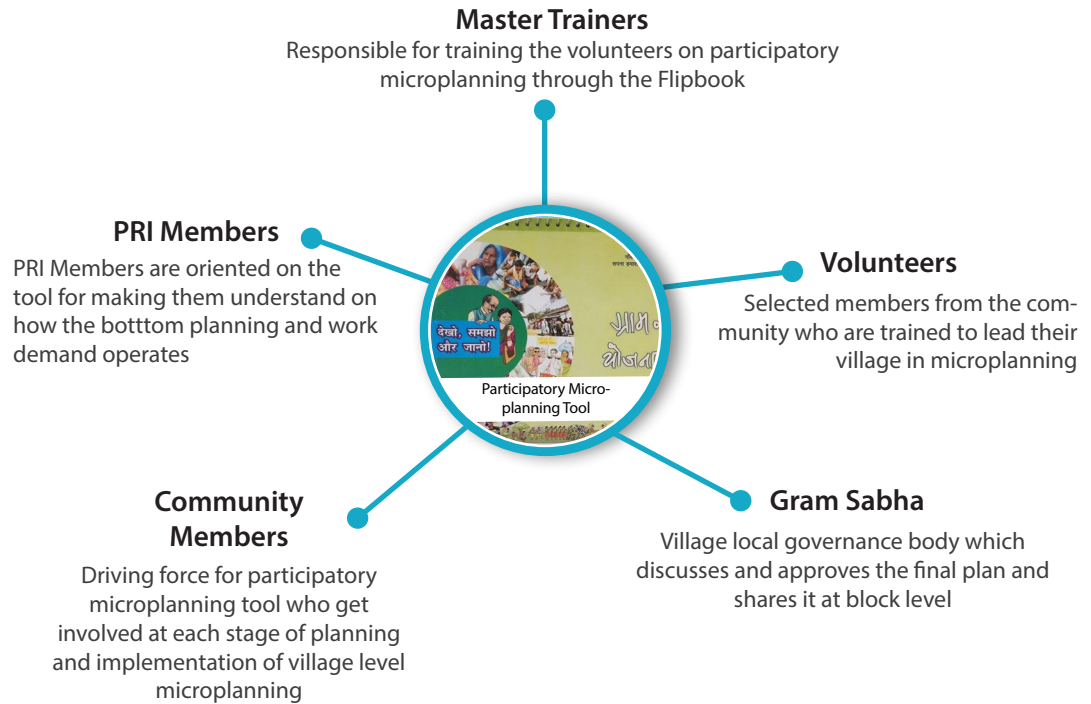 Master Trainers
Responsible for training the volunteers on participatory
microplanning through the Flipbook
PRI Members
PRI Members are oriented on the
tool for making them understand on
how the botttom planning and work
demand operates
Volunteers
Selected members from the com-
munity who are trained to lead their
village in microplanning
ग्राम
योजना
देखो, समझो
और जानो!
Participatory Micro-
planning Tool
Community
Members
Driving force for participatory
microplanning tool who get
involved at each stage of planning
and implementation of village level
microplanning
Gram Sabha
Village local governance body which
discusses and approves the final plan and
shares it at block level